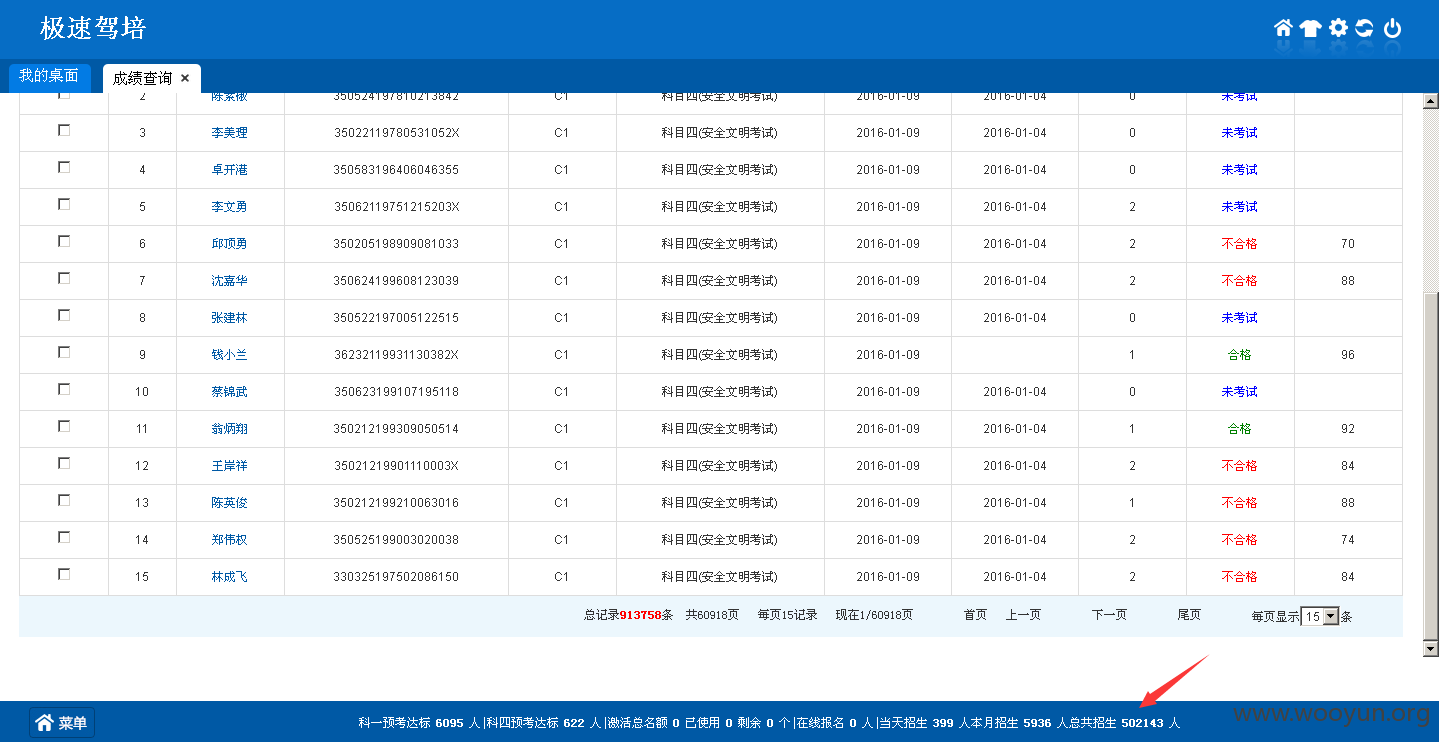 极速驾培
我的桌面 成绩查询 ×
2 350524197810213842 C1 科目四(安全文明考试) 2016-01-09 2016-01-04 0 未考试
3 李美理 35022119780531052X C1 科目四(安全文明考试) 2016-01-09 2016-01-04 0 未考试
4 卓开港 350583196406046355 C1 科目四(安全文明考试) 2016-01-09 2016-01-04 0 未考试
5 李文勇 35062119751215203X C1 科目四(安全文明考试) 2016-01-09 2016-01-04 2 未考试
6 邱顶勇 350205198909081033 C1 科目四(安全文明考试) 2016-01-09 2016-01-04 2 不合格 70
7 沈嘉华 350624199608123039 C1 科目四(安全文明考试) 2016-01-09 2016-01-04 2 不合格 88
8 张建林 350522197005122515 C1 科目四(安全文明考试) 2016-01-09 2016-01-04 0 未考试
9 钱小兰 36232119931130382X C1 科目四(安全文明考试) 2016-01-09 1 合格 96
10 蔡锦武 350623199107195118 C1 科目四(安全文明考试) 2016-01-09 2016-01-04 0 未考试
11 翁炳翔 350212199309050514 C1 科目四(安全文明考试) 2016-01-09 2016-01-04 1 合格 92
12 王岸祥 35021219901110003X C1 科目四(安全文明考试) 2016-01-09 2016-01-04 2 不合格 84
13 陈英俊 350212199210063016 C1 科目四(安全文明考试) 2016-01-09 2016-01-04 1 不合格 88
14 郑伟权 350525199003020038 C1 科目四(安全文明考试) 2016-01-09 2016-01-04 2 不合格 74
15 林成飞 330325197502086150 C1 科目四(安全文明考试) 2016-01-09 2016-01-04 2 不合格 84
总记录913758条 共60918页 每页15记录 现在1/60918页 首页 上一页 下一页 尾页 每页显示 15 条
菜单 科一预考达标 6095 人|科四预考达标 622 人|激活总名额 0 已使用 0 剩余 0 个|在线报名 0 人|当天招生 399 人本月招生 5936 人总共招生 502143 人
www.wooyun.org